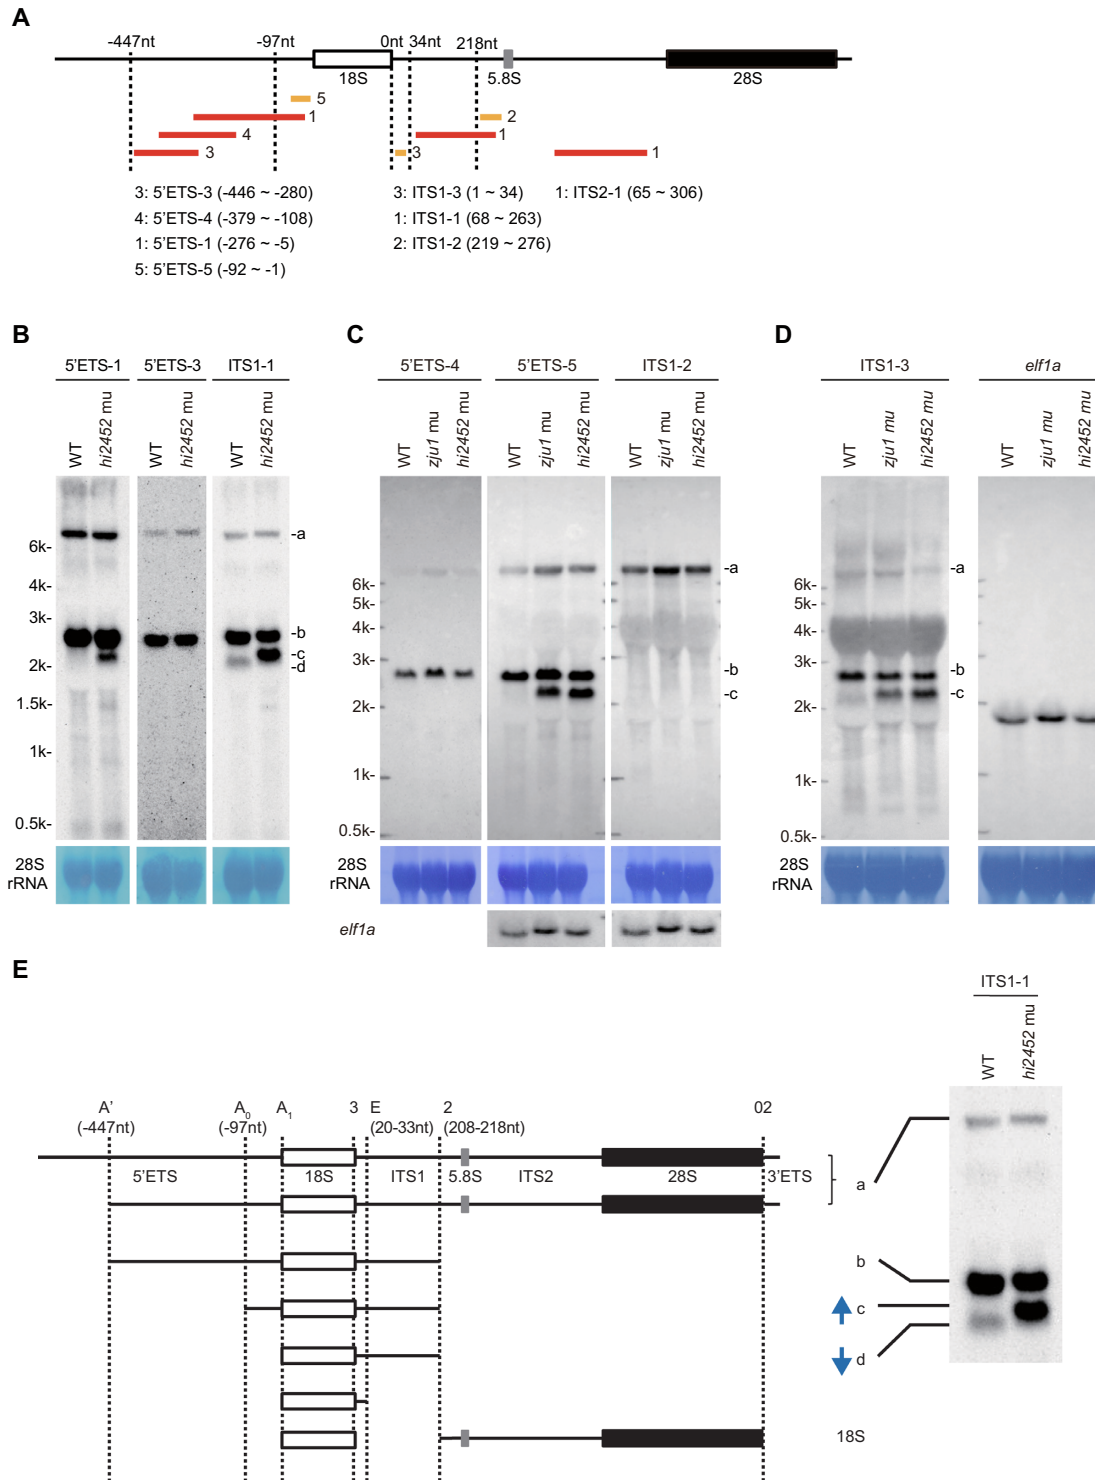 A
-447nt
-97nt
0nt
34nt
218nt
18S
5.8S
28S
5
1
2
4
1
3
3
1
3: 5'ETS-3 (-446 ~ -280)
4: 5'ETS-4 (-379 ~ -108)
1: 5'ETS-1 (-276 ~ -5)
5: 5'ETS-5 (-92 ~ -1)
3: ITS1-3 (1 ~ 34)
1: ITS1-1 (68 ~ 263)
2: ITS1-2 (219 ~ 276)
1: ITS2-1 (65 ~ 306)
B
5'ETS-1
5'ETS-3
ITS1-1
WT
hi2452 mu
WT
hi2452 mu
WT
hi2452 mu
6k-
4k-
3k-
2k-
1.5k-
1k-
0.5k-
-a
-b
-c
-d
28S
rRNA
C
5'ETS-4
5'ETS-5
ITS1-2
WT
zju1 mu
hi2452 mu
WT
zju1 mu
hi2452 mu
WT
zju1 mu
hi2452 mu
6k-
5k-
4k-
3k-
2k-
1k-
0.5k-
-a
-b
-c
28S
rRNA
elf1a
D
ITS1-3
elf1a
WT
zju1 mu
hi2452 mu
WT
zju1 mu
hi2452 mu
6k-
5k-
4k-
3k-
2k-
1k-
0.5k-
-a
-b
-c
28S
rRNA
E
A'
(-447nt)
A0
(-97nt)
A1
3
E
(20-33nt)
2
(208-218nt)
02
5'ETS
18S
ITS1
5.8S
ITS2
28S
3'ETS
a
b
c
d
18S
ITS1-1
WT
hi2452 mu